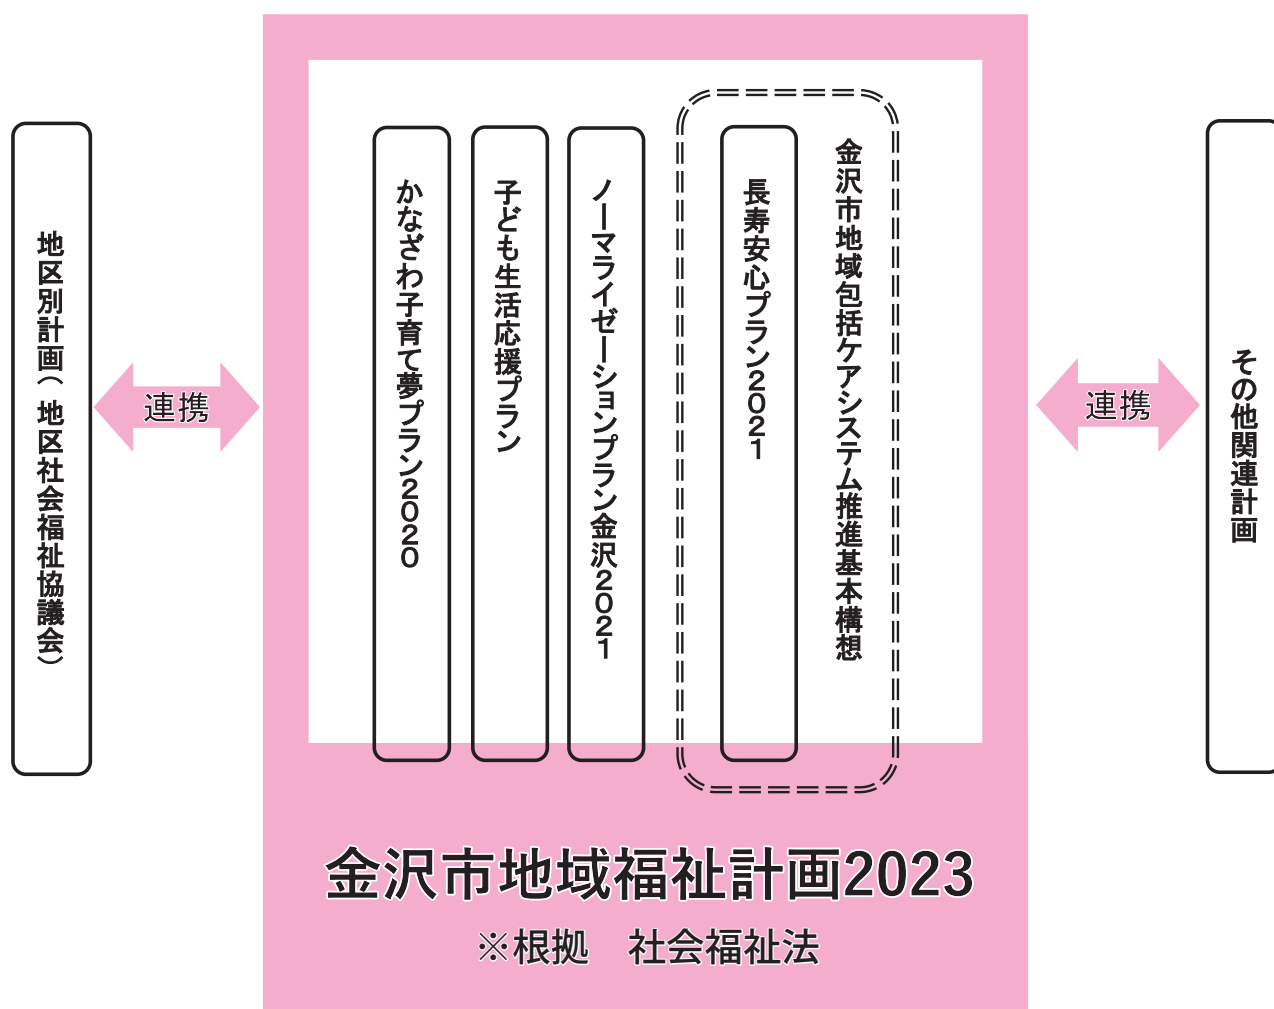 地区別計画（地区社会福祉協議会）
連携
かなざわ子育て夢プラン2020
子ども生活応援プラン
ノーマライゼーションプラン金沢2021
長寿安心プラン2021
金沢市地域包括ケアシステム推進基本構想
連携
その他関連計画
金沢市地域福祉計画2023
※根拠　社会福祉法